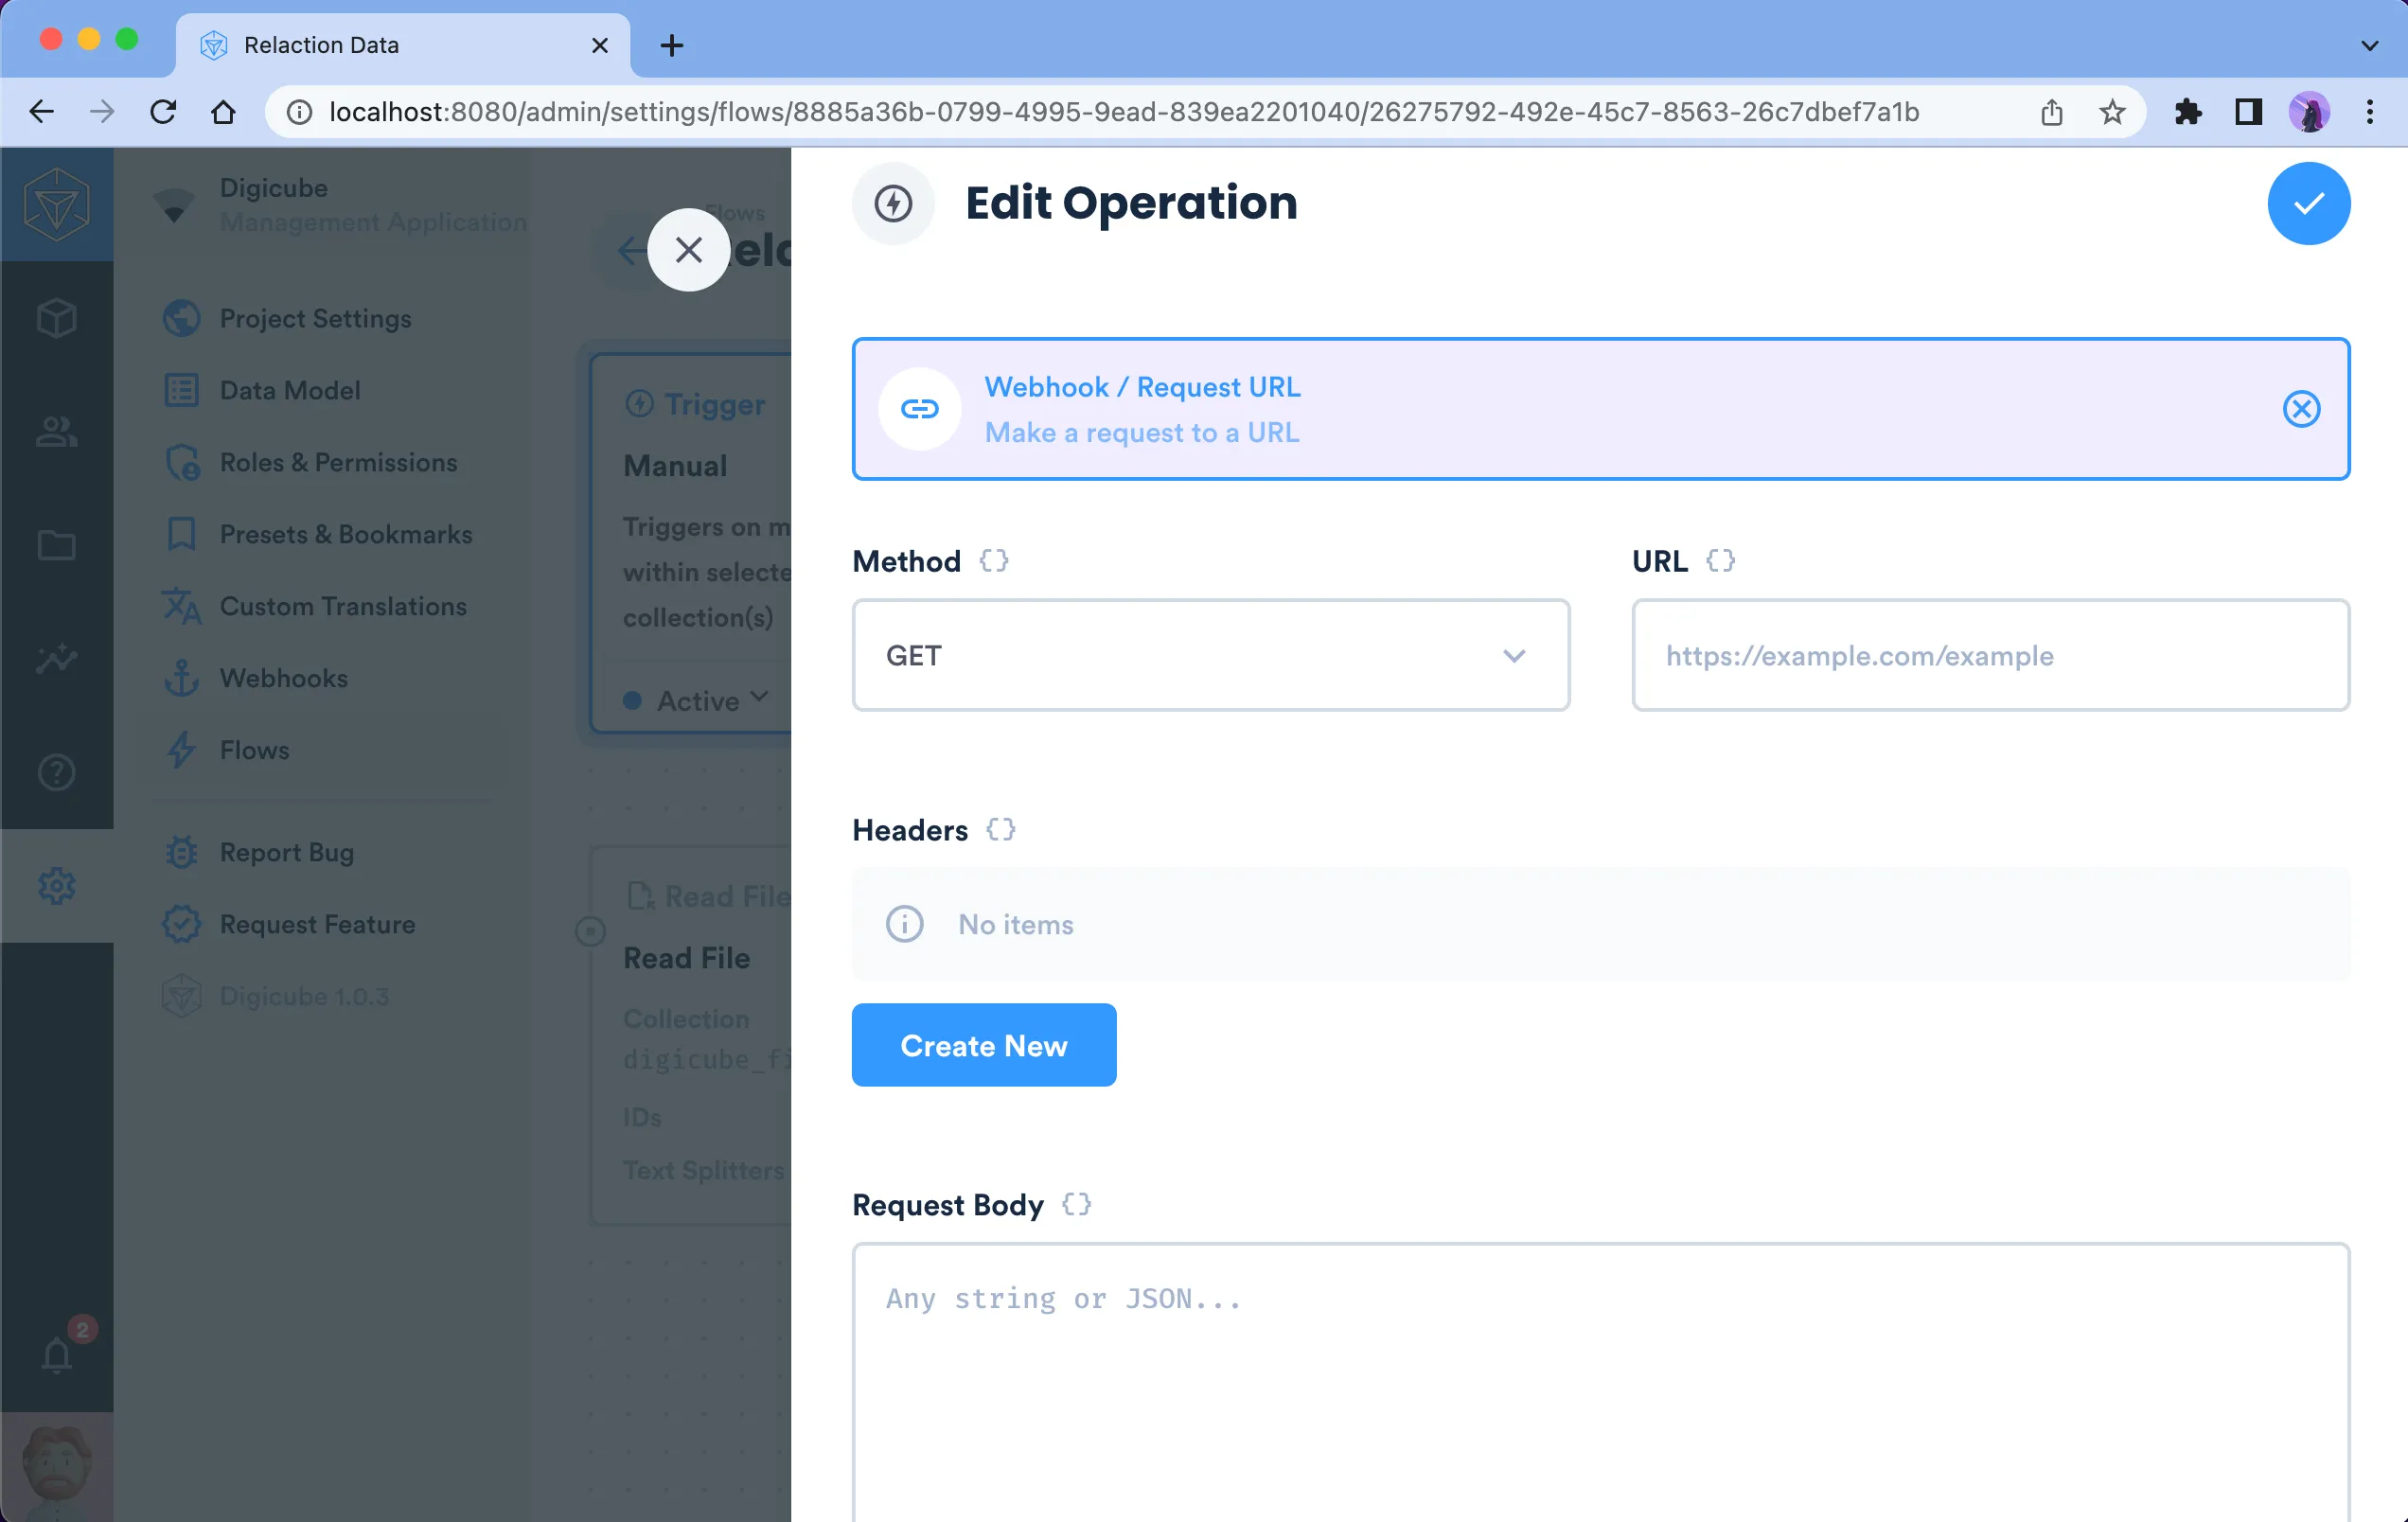 Relaction Data
localhost:8080/admin/settings/flows/8885a36b-0799-4995-9ead-839ea2201040/26275792-492e-45c7-8563-26c7dbef7a1b
Digicube
Management Application
Project Settings
Data Model
Roles & Permissions
Presets & Bookmarks
Custom Translations
Webhooks
Flows
Report Bug
Request Feature
Digicube 1.0.3
2
Flows
Trigger
Manual
Triggers on m
within selecte
collection(s)
Active
Read File
Read File
Collection
digicube_fi
IDs
Text Splitters
Edit Operation
Webhook / Request URL
Make a request to a URL
Method {}
URL {}
GET
https://example.com/example
Headers {}
No items
Create New
Request Body {}
Any string or JSON...